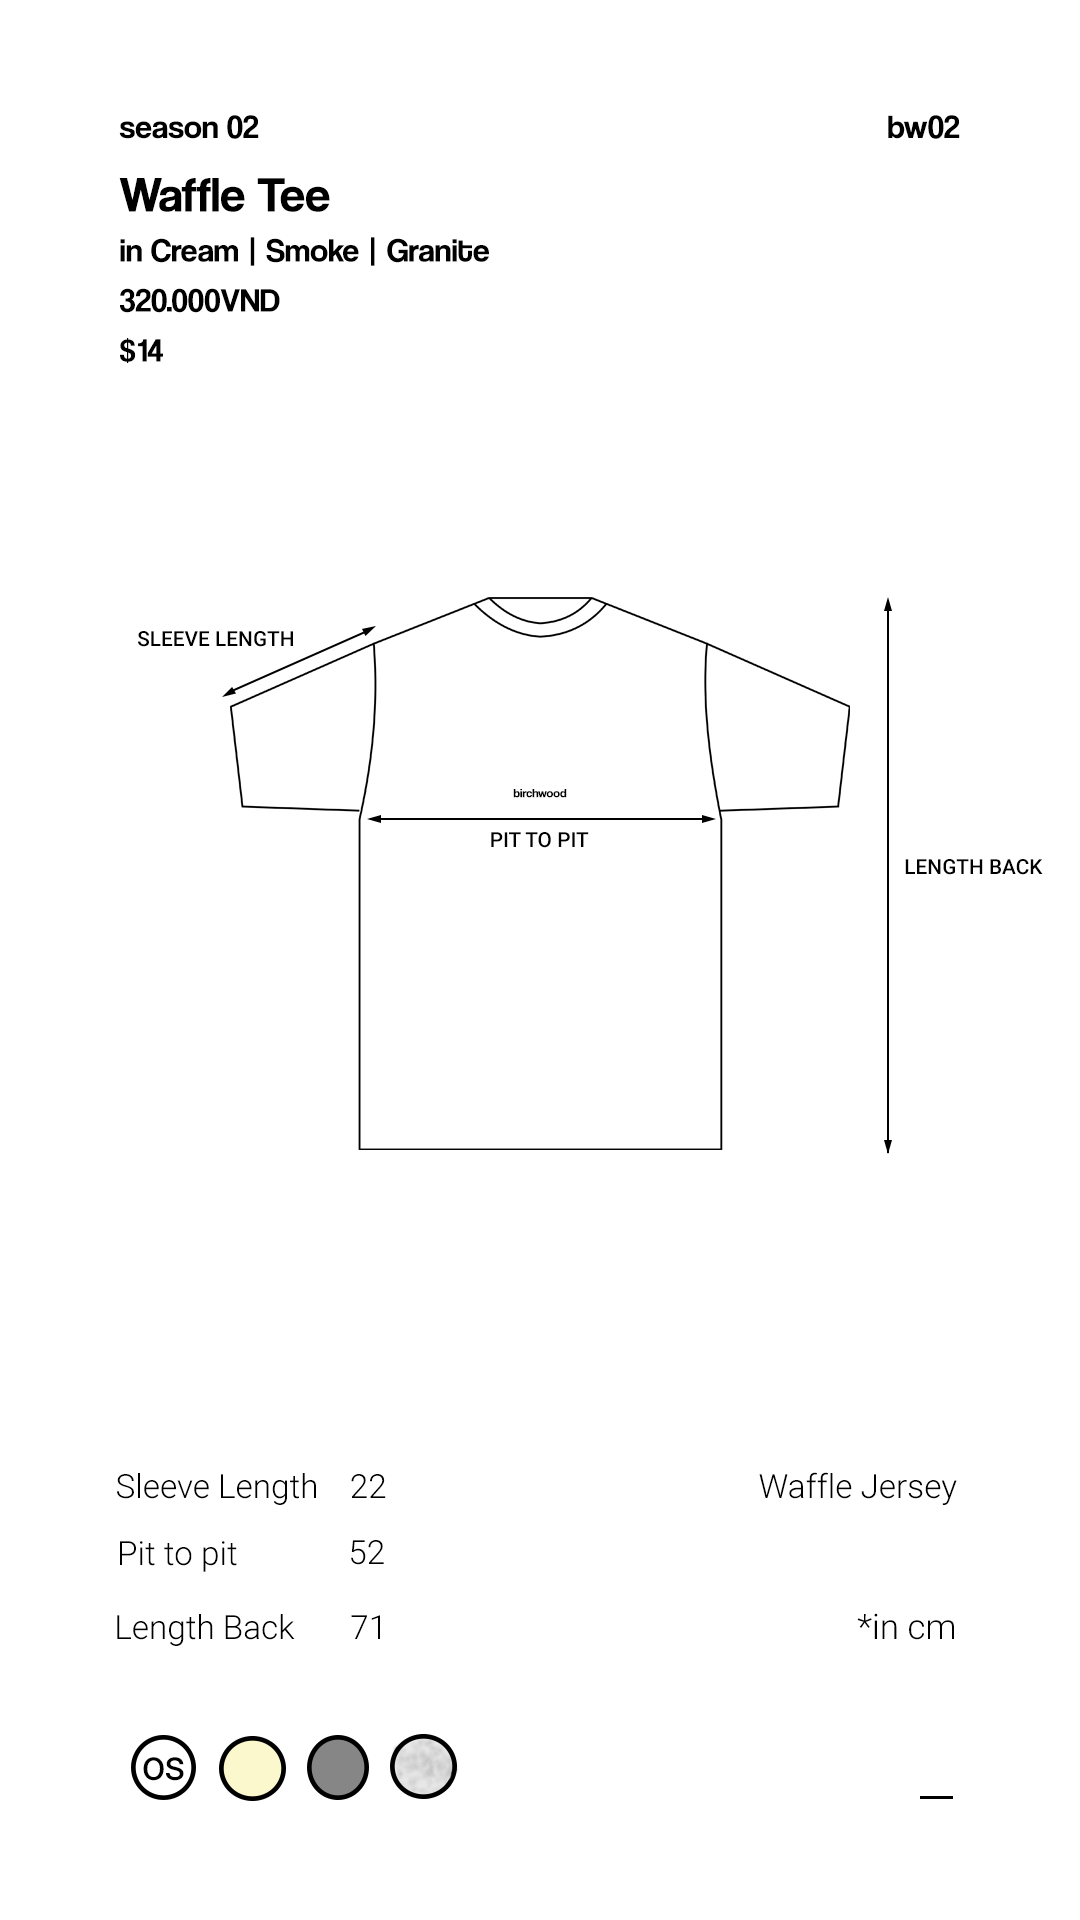 season 02
bw02
Waffle Tee
in Cream | Smoke | Granite
320.000VND
$14
SLEEVE LENGTH
birchwood
PIT TO PIT
LENGTH BACK
Sleeve Length 22
Waffle Jersey
Pit to pit 52
Length Back 71
*in cm
OS